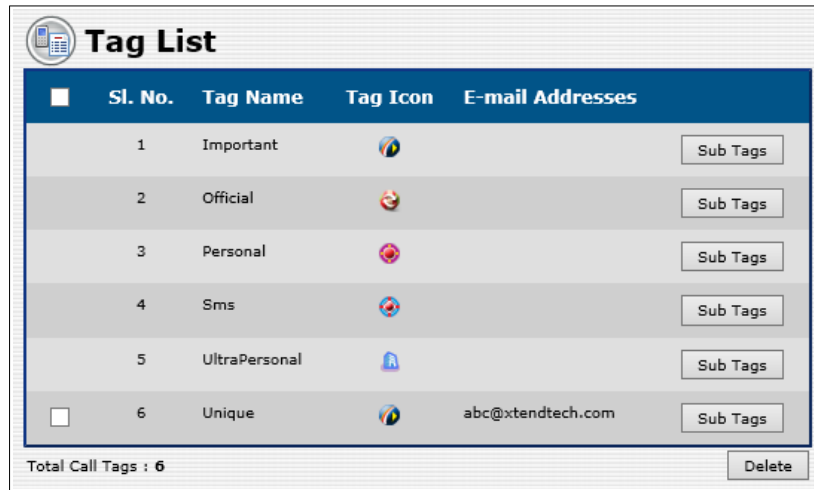 Tag List
Sl. No. Tag Name Tag Icon E-mail Addresses
1 Important Sub Tags
2 Official Sub Tags
3 Personal Sub Tags
4 Sms Sub Tags
5 UltraPersonal Sub Tags
6 Unique abc@xtendtech.com Sub Tags
Total Call Tags : 6 Delete